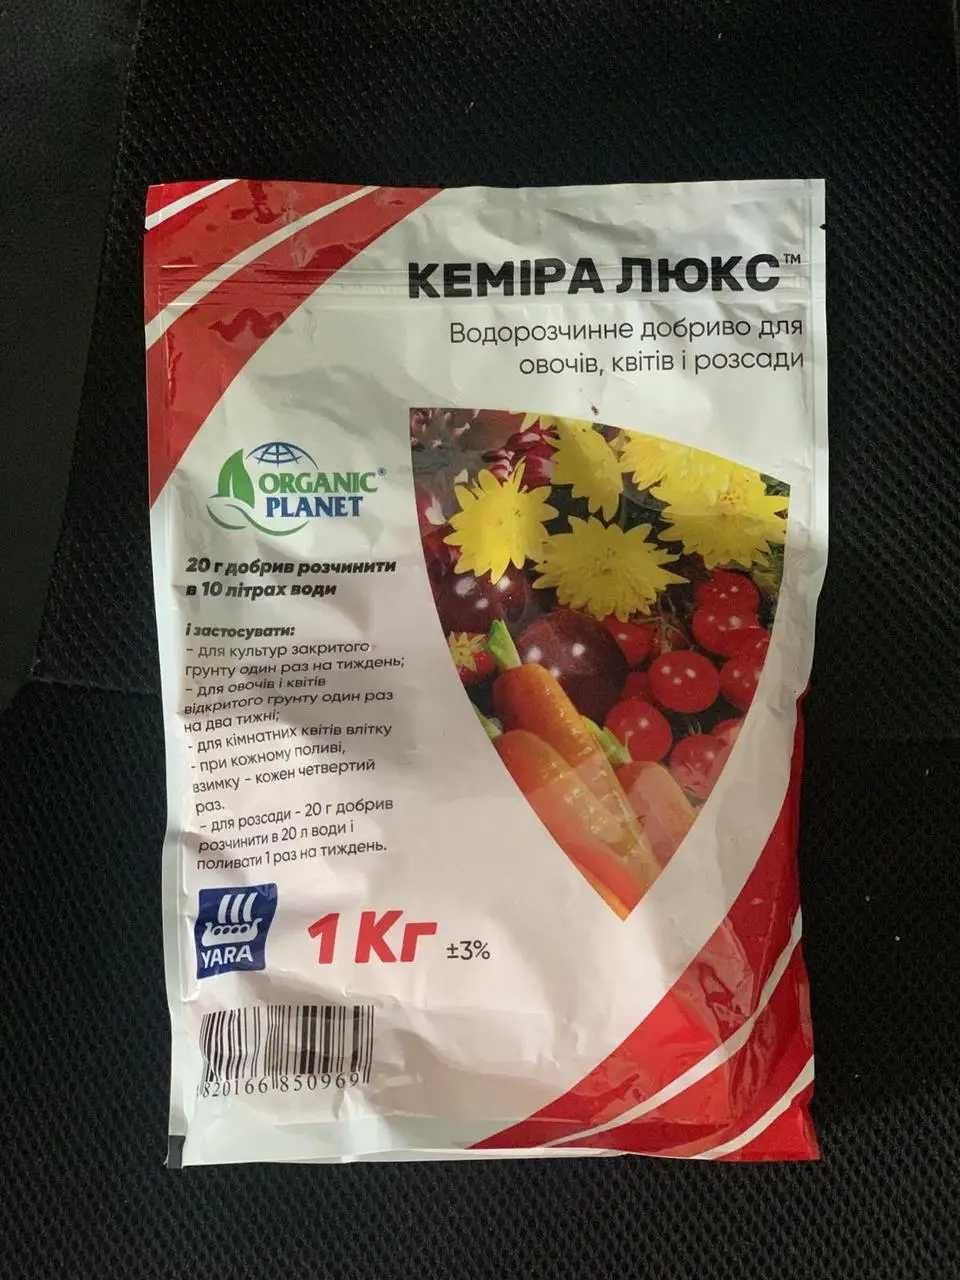 КЕМІРА ЛЮКС™
Водорозчинне добриво для
овочів, квітів і розсади
ORGANIC®
PLANET
20 г добрив розчинити
в 10 літрах води
і застосувати:
- для культур закритого
грунту один раз на тиждень;
- для овочів і квітів
відкритого грунту один раз
на два тижні;
- для кімнатних квітів влітку
- при кожному поливі,
взимку - кожен четвертий
раз.
- для розсади - 20 г добрив
розчинити в 20 л води і
поливати 1 раз на тиждень.
YARA
1 Кг ±3%
820166 850969